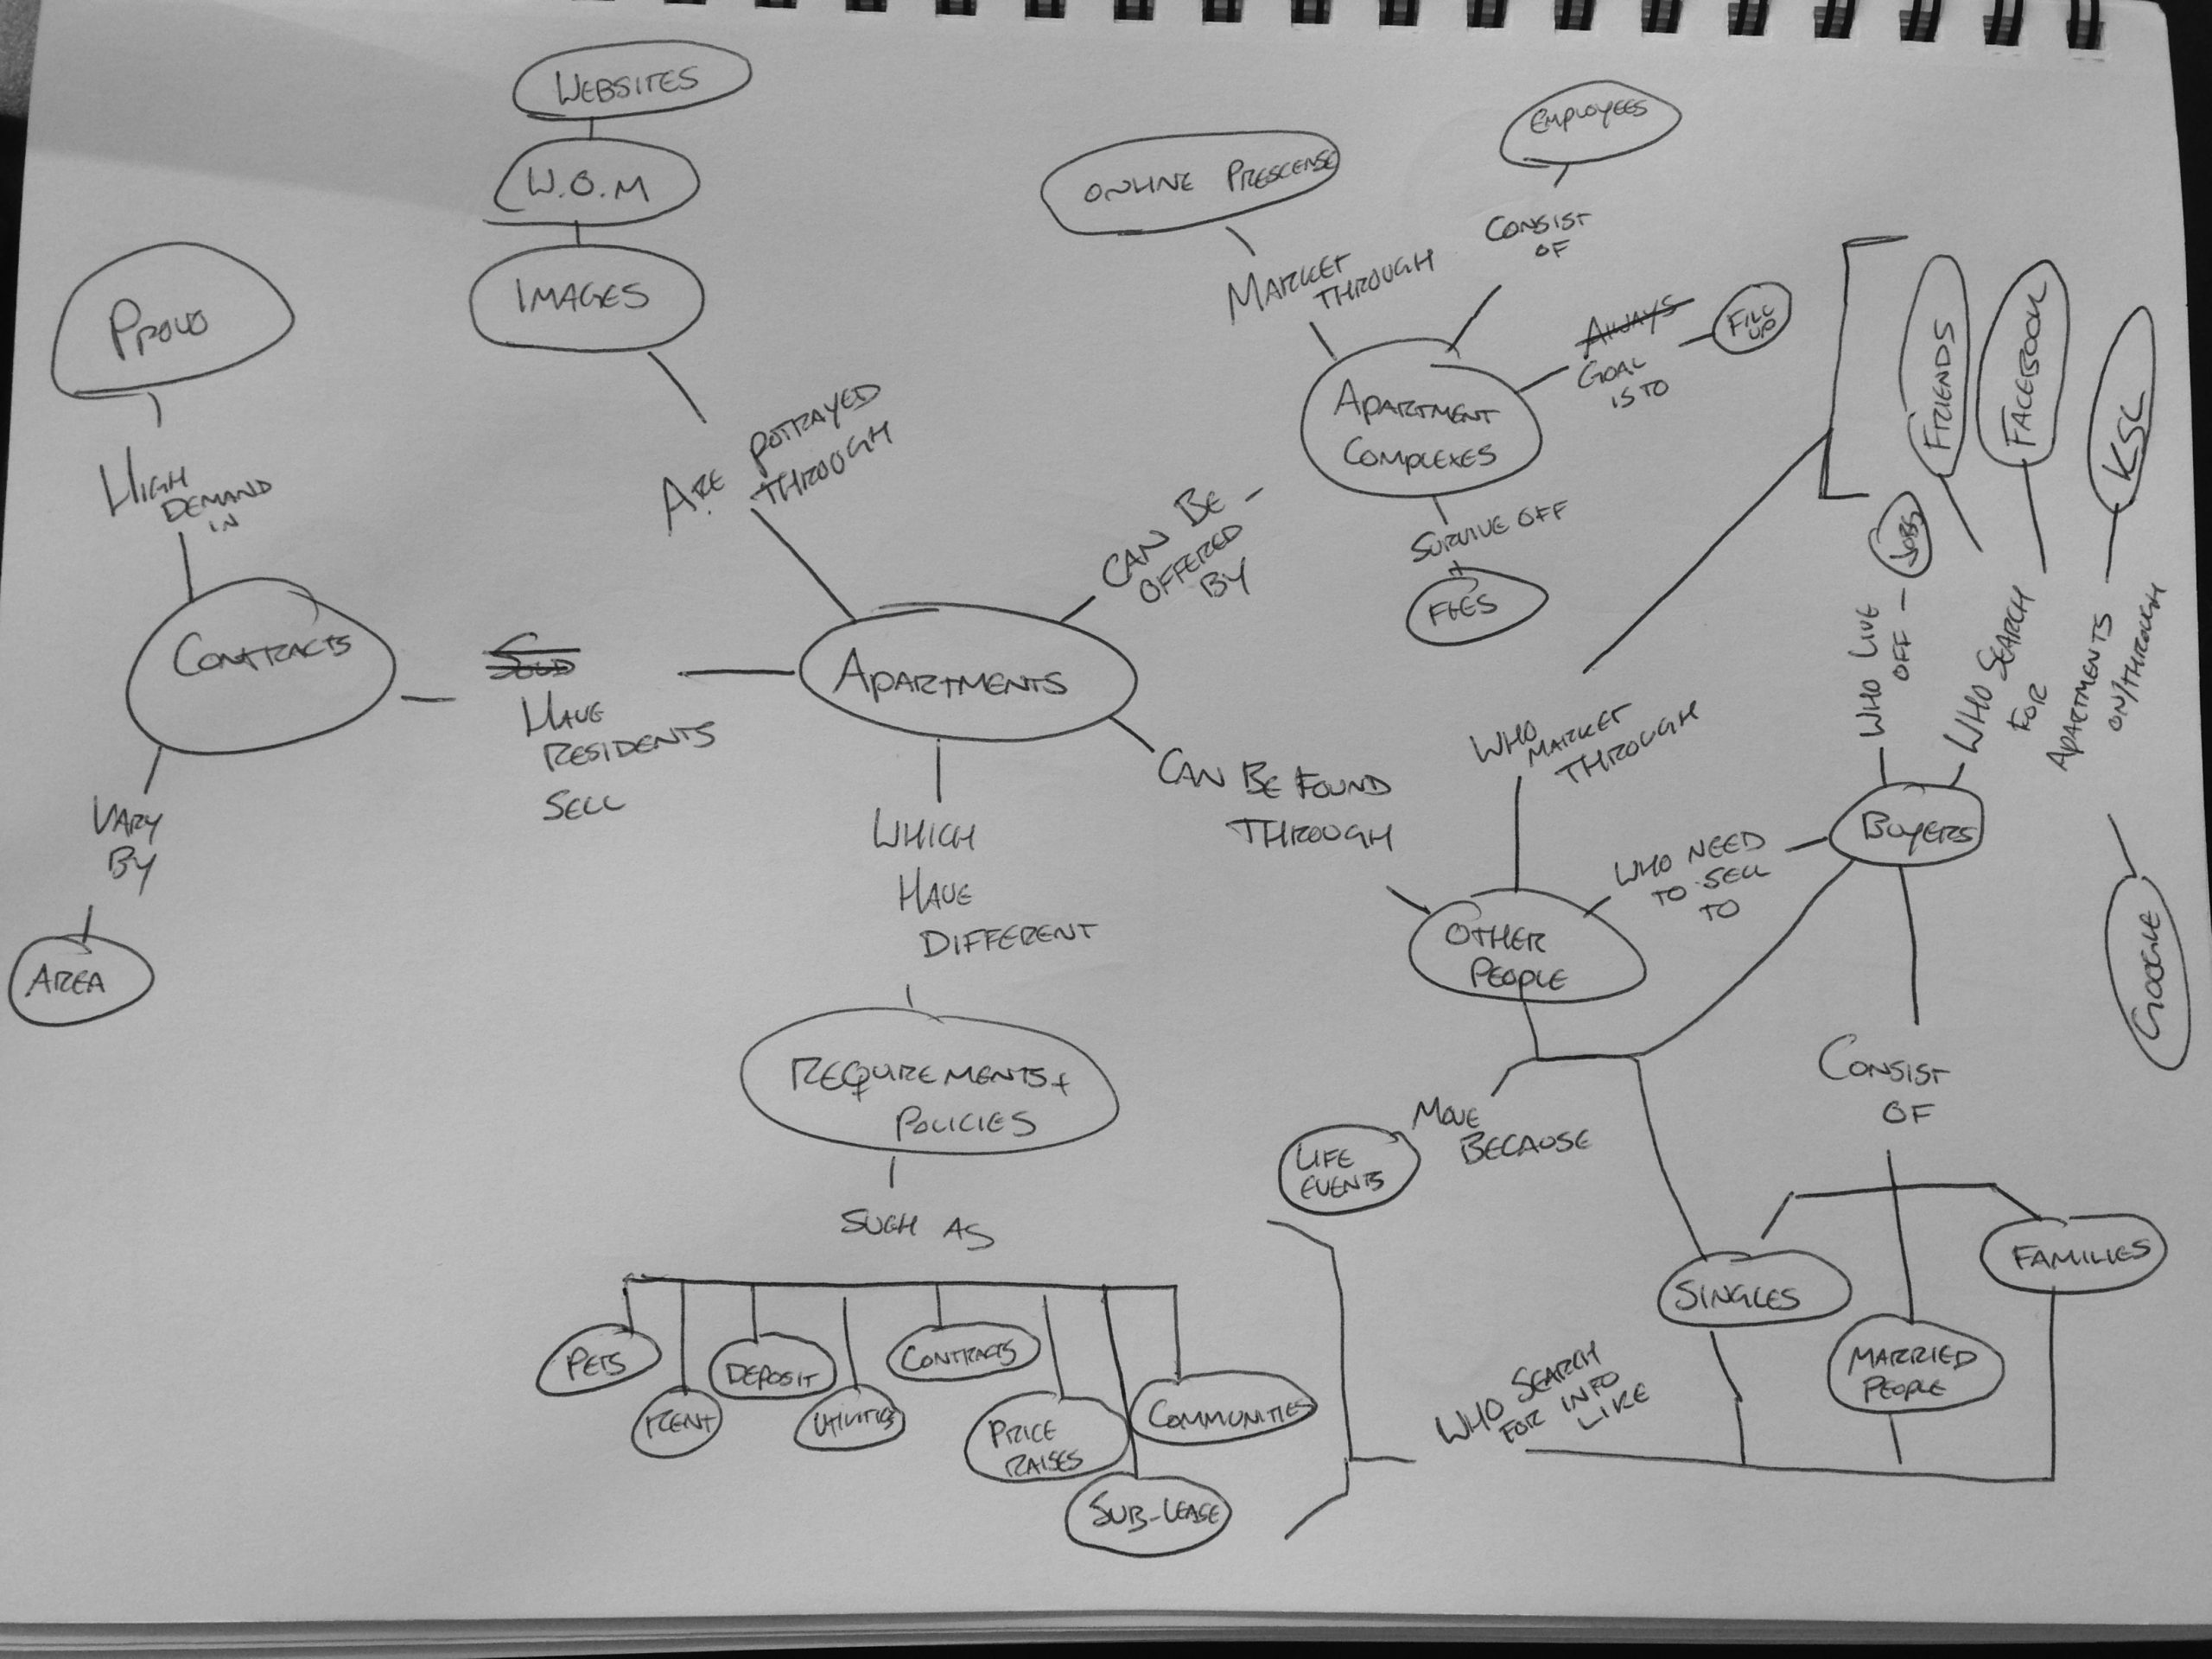 WEBSITES
W.O.M
IMAGES
ARE POTRAYED
THROUGH
PROVO
HIGH
DEMAND
IN
CONTRACTS
VARY
BY
AREA
SOLD
HAVE
RESIDENTS
SELL
APARTMENTS
CAN BE
OFFERED
BY
ONLINE PRESCENSE
MARKET
THROUGH
EMPLOYEES
CONSIST
OF
APARTMENT
COMPLEXES
ALWAYS
GOAL
IS TO
FILL
UP
SURVIVE OFF
FEES
CAN BE FOUND
THROUGH
OTHER
PEOPLE
WHO
MARKET
THROUGH
WHO NEED
TO SELL
TO
BUYERS
WHO LIVE
OFF
JOBS
WHO SEARCH
FOR
APARTMENTS
ON/THROUGH
FRIENDS
FACEBOOK
KSL
GOOGLE
CONSIST
OF
SINGLES
MARRIED
PEOPLE
FAMILIES
MOVE
BECAUSE
LIFE
EVENTS
WHO SEARCH
FOR INFO
LIKE
WHICH
HAVE
DIFFERENT
REQUIREMENTS +
POLICIES
SUCH AS
PETS
RENT
DEPOSIT
UTILITIES
CONTRACTS
PRICE
RAISES
SUB-LEASE
COMMUNITIES